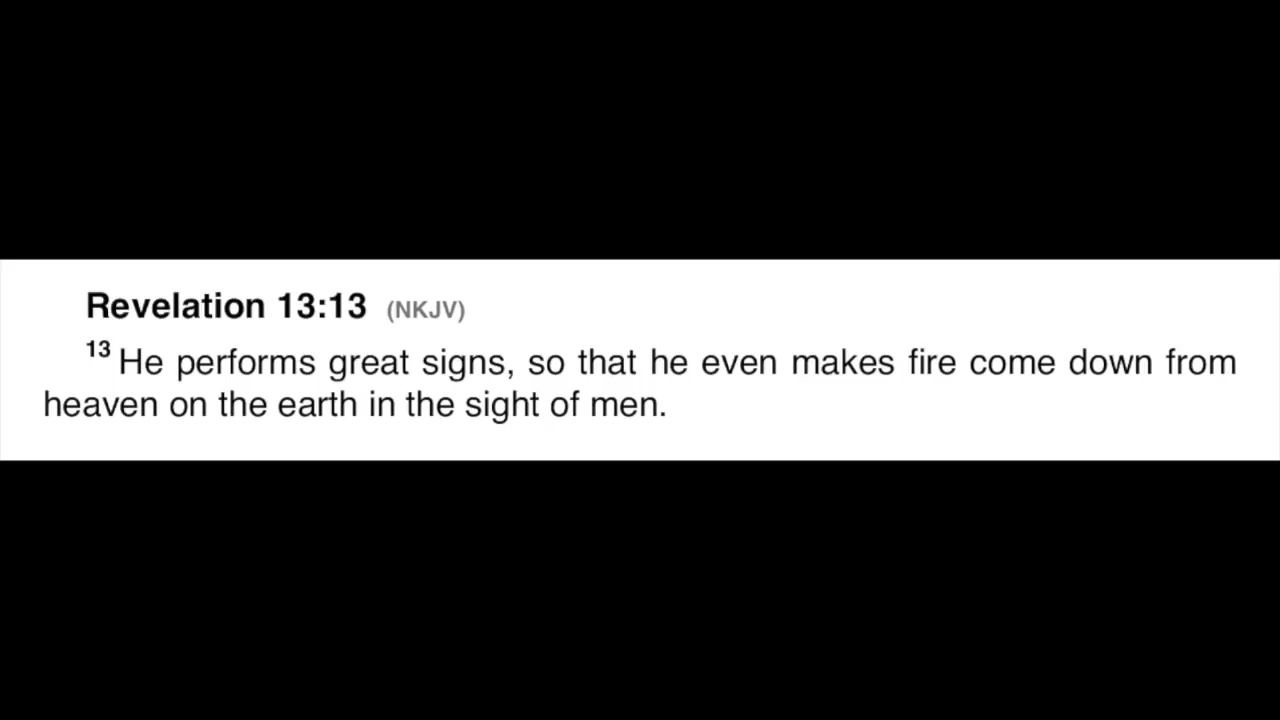 Revelation 13:13 (NKJV)
13 He performs great signs, so that he even makes fire come down from
heaven on the earth in the sight of men.